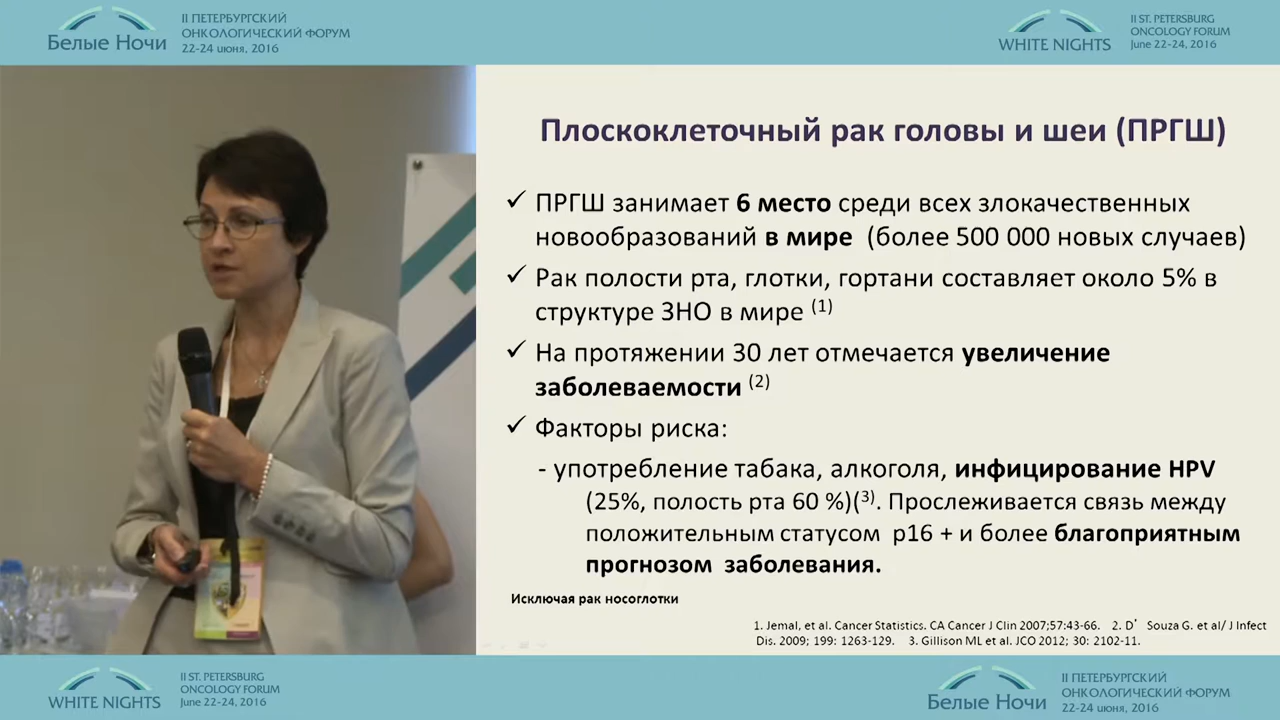 II ПЕТЕРБУРГСКИЙ
ОНКОЛОГИЧЕСКИЙ ФОРУМ
Белые Ночи
22-24 июня, 2016
II ST. PETERSBURG
ONCOLOGY FORUM
WHITE NIGHTS
June 22-24, 2016
Плоскоклеточный рак головы и шеи (ПРГШ)
✓ ПРГШ занимает 6 место среди всех злокачественных
новообразований в мире (более 500 000 новых случаев)
✓ Рак полости рта, глотки, гортани составляет около 5% в
структуре ЗНО в мире (1)
✓ На протяжении 30 лет отмечается увеличение
заболеваемости (2)
✓ Факторы риска:
- употребление табака, алкоголя, инфицирование HPV
(25%, полость рта 60 %)(3). Прослеживается связь между
положительным статусом p16 + и более благоприятным
прогнозом заболевания.
Исключая рак носоглотки
1. Jemal, et al. Cancer Statistics. CA Cancer J Clin 2007;57:43-66. 2. D' Souza G. et al/ J Infect
Dis. 2009; 199: 1263-129. 3. Gillison ML et al. JCO 2012; 30: 2102-11.
II ST. PETERSBURG
ONCOLOGY FORUM
WHITE NIGHTS
June 22-24, 2016
II ПЕТЕРБУРГСКИЙ
ОНКОЛОГИЧЕСКИЙ ФОРУМ
Белые Ночи
22-24 июня, 2016